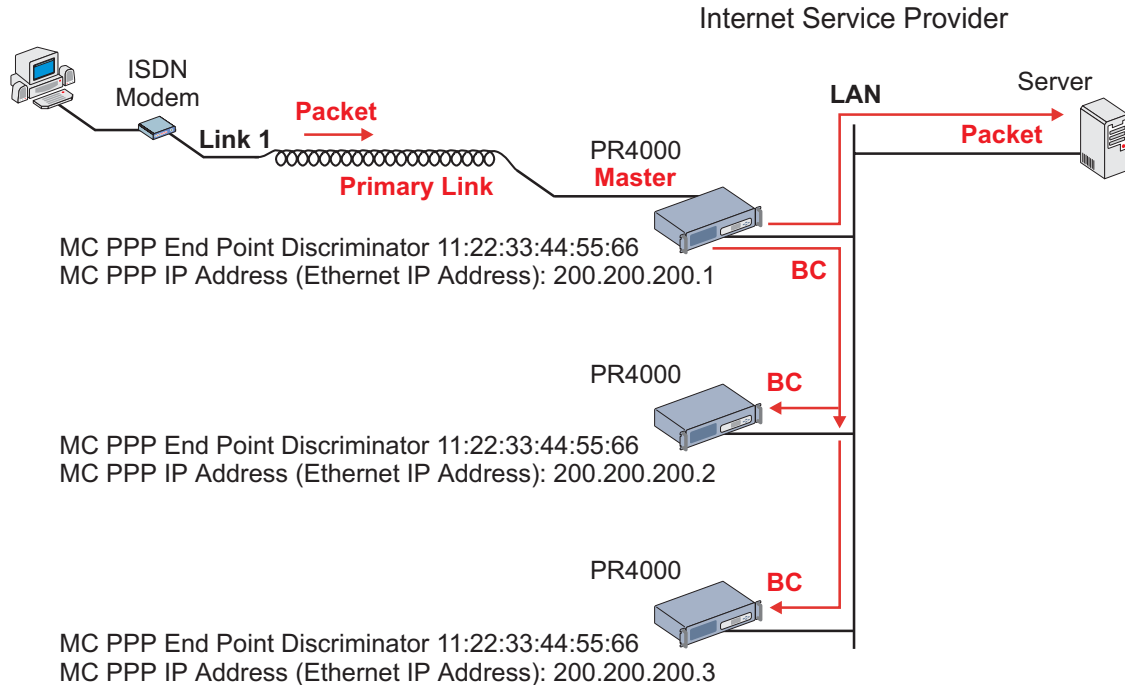 Internet Service Provider
ISDN
Modem
Server
LAN
Packet
Link 1
Packet
PR4000
Master
Primary Link
MC PPP End Point Discriminator 11:22:33:44:55:66
MC PPP IP Address (Ethernet IP Address): 200.200.200.1
BC
PR4000
BC
MC PPP End Point Discriminator 11:22:33:44:55:66
MC PPP IP Address (Ethernet IP Address): 200.200.200.2
PR4000
BC
MC PPP End Point Discriminator 11:22:33:44:55:66
MC PPP IP Address (Ethernet IP Address): 200.200.200.3